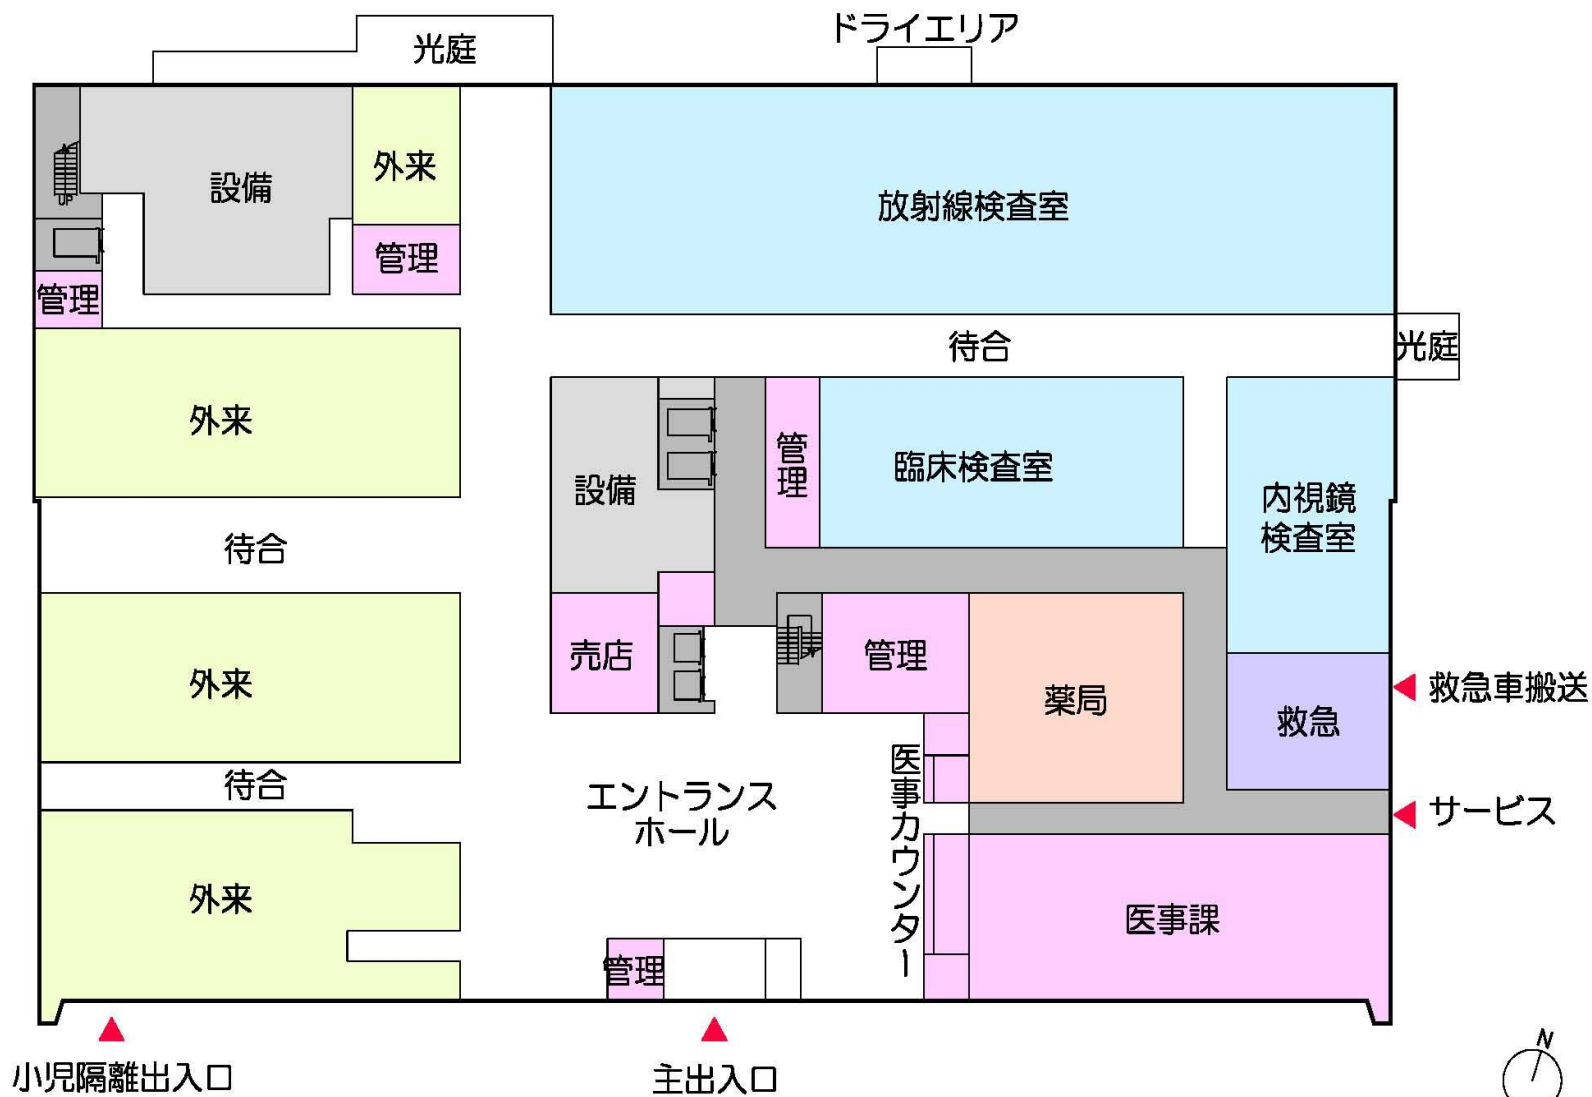 光庭
ドライエリア
設備
UP
外来
放射線検査室
管理
管理
待合
光庭
外来
設備
管理
臨床検査室
内視鏡
検査室
待合
外来
売店
管理
薬局
救急
救急車搬送
待合
エントランス
ホール
医事カウンター
サービス
外来
医事課
管理
小児隔離出入口
主出入口
N